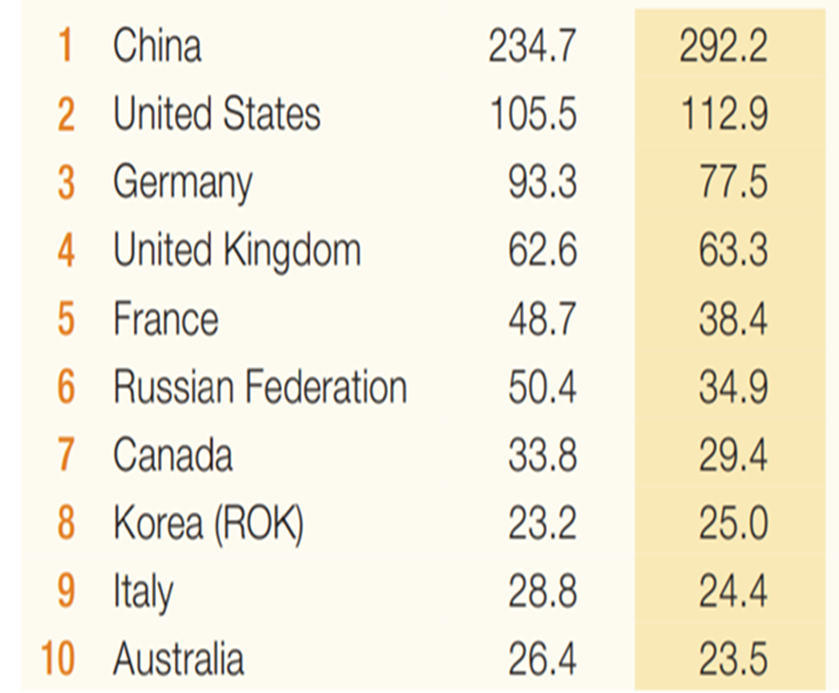 1 China 234.7 292.2
2 United States 105.5 112.9
3 Germany 93.3 77.5
4 United Kingdom 62.6 63.3
5 France 48.7 38.4
6 Russian Federation 50.4 34.9
7 Canada 33.8 29.4
8 Korea (ROK) 23.2 25.0
9 Italy 28.8 24.4
10 Australia 26.4 23.5